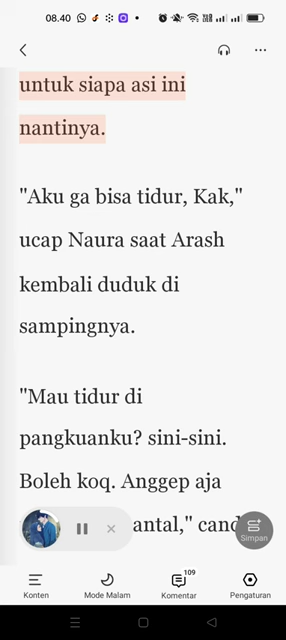 08.40
untuk siapa asi ini
nantinya.
"Aku ga bisa tidur, Kak,"
ucap Naura saat Arash
kembali duduk di
sampingnya.
"Mau tidur di
pangkuanku? sini-sini.
Boleh koq. Anggep aja
antal," cand
Simpan
109
Konten
Mode Malam
Komentar
Pengaturan